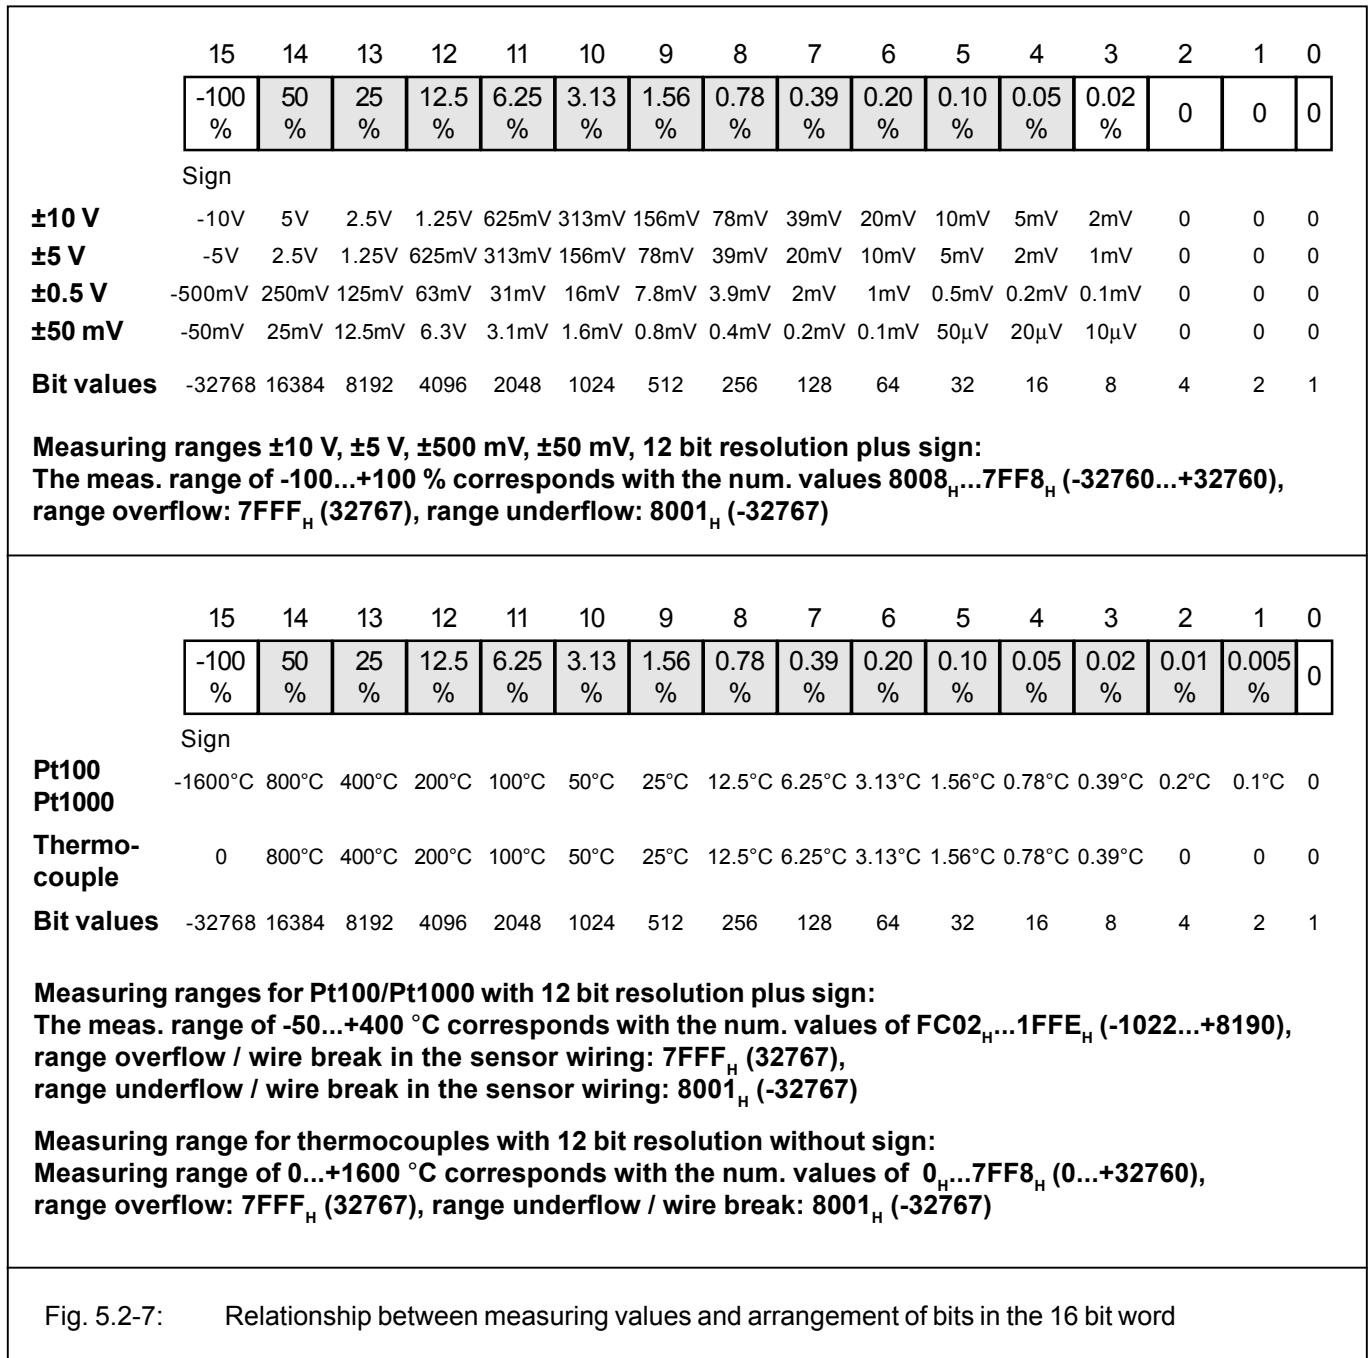 15 14 13 12 11 10 9 8 7 6 5 4 3 2 1 0
-100 50 25 12.5 6.25 3.13 1.56 0.78 0.39 0.20 0.10 0.05 0.02 0 0 0
% % % % % % % % % % % % %
Sign
±10 V -10V 5V 2.5V 1.25V 625mV 313mV 156mV 78mV 39mV 20mV 10mV 5mV 2mV 0 0 0
±5 V -5V 2.5V 1.25V 625mV 313mV 156mV 78mV 39mV 20mV 10mV 5mV 2mV 1mV 0 0 0
±0.5 V -500mV 250mV 125mV 63mV 31mV 16mV 7.8mV 3.9mV 2mV 1mV 0.5mV 0.2mV 0.1mV 0 0 0
±50 mV -50mV 25mV 12.5mV 6.3V 3.1mV 1.6mV 0.8mV 0.4mV 0.2mV 0.1mV 50µV 20µV 10µV 0 0 0
Bit values -32768 16384 8192 4096 2048 1024 512 256 128 64 32 16 8 4 2 1
Measuring ranges ±10 V, ±5 V, ±500 mV, ±50 mV, 12 bit resolution plus sign:
The meas. range of -100...+100 % corresponds with the num. values 8008H...7FF8H (-32760...+32760),
range overflow: 7FFFH (32767), range underflow: 8001H (-32767)
15 14 13 12 11 10 9 8 7 6 5 4 3 2 1 0
-100 50 25 12.5 6.25 3.13 1.56 0.78 0.39 0.20 0.10 0.05 0.02 0.01 0.005 0
% % % % % % % % % % % % % % %
Sign
Pt100
Pt1000 -1600°C 800°C 400°C 200°C 100°C 50°C 25°C 12.5°C 6.25°C 3.13°C 1.56°C 0.78°C 0.39°C 0.2°C 0.1°C 0
Thermo-
couple 0 800°C 400°C 200°C 100°C 50°C 25°C 12.5°C 6.25°C 3.13°C 1.56°C 0.78°C 0.39°C 0 0 0
Bit values -32768 16384 8192 4096 2048 1024 512 256 128 64 32 16 8 4 2 1
Measuring ranges for Pt100/Pt1000 with 12 bit resolution plus sign:
The meas. range of -50...+400 °C corresponds with the num. values of FC02H...1FFEH (-1022...+8190),
range overflow / wire break in the sensor wiring: 7FFFH (32767),
range underflow / wire break in the sensor wiring: 8001H (-32767)
Measuring range for thermocouples with 12 bit resolution without sign:
Measuring range of 0...+1600 °C corresponds with the num. values of 0H...7FF8H (0...+32760),
range overflow: 7FFFH (32767), range underflow / wire break: 8001H (-32767)
Fig. 5.2-7: Relationship between measuring values and arrangement of bits in the 16 bit word